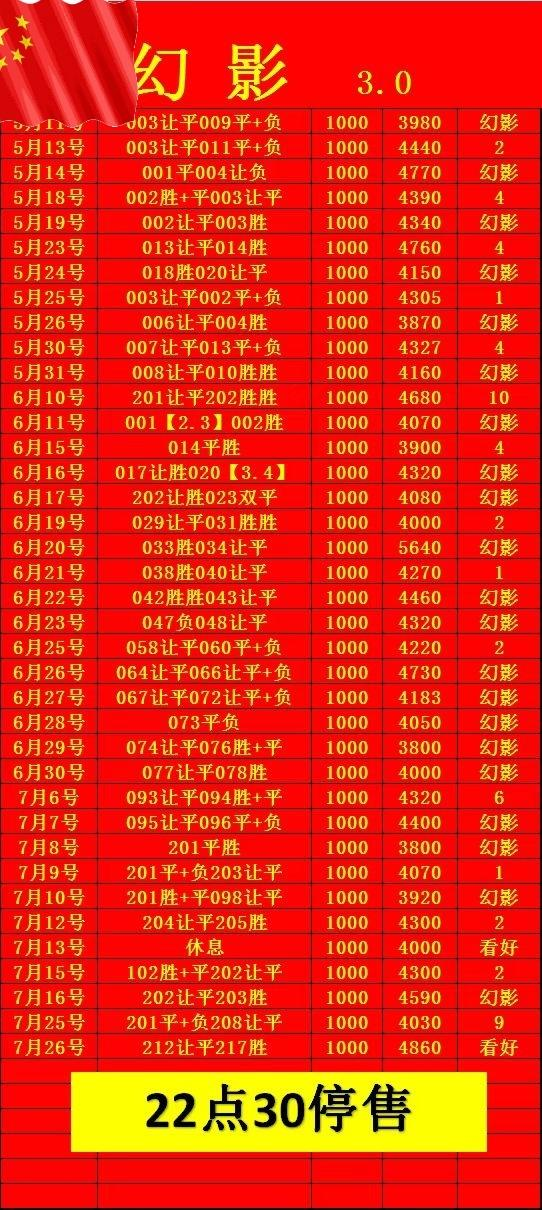 幻影 3.0
5月11号 003让平009平+负 1000 3980 幻影
5月13号 003让平011平+负 1000 4440 2
5月14号 001平004让负 1000 4770 幻影
5月18号 002胜+平003让平 1000 4390 4
5月19号 002让平003胜 1000 4340 幻影
5月23号 013让平014胜 1000 4760 4
5月24号 018胜020让平 1000 4150 幻影
5月25号 003让平002平+负 1000 4305 1
5月26号 006让平004胜 1000 3870 幻影
5月30号 007让平013平+负 1000 4327 4
5月31号 008让平010胜胜 1000 4160 幻影
6月10号 201让平202胜胜 1000 4680 10
6月11号 001【2.3】002胜 1000 4070 幻影
6月15号 014平胜 1000 3900 4
6月16号 017让胜020【3.4】 1000 4320 幻影
6月17号 202让胜023双平 1000 4080 幻影
6月19号 029让平031胜胜 1000 4000 2
6月20号 033胜034让平 1000 5640 幻影
6月21号 038胜040让平 1000 4270 1
6月22号 042胜胜043让平 1000 4460 幻影
6月23号 047负048让平 1000 4320 幻影
6月25号 058让平060平+负 1000 4220 2
6月26号 064让平066让平+负 1000 4730 幻影
6月27号 067让平072让平+负 1000 4183 幻影
6月28号 073平负 1000 4050 幻影
6月29号 074让平076胜+平 1000 3800 幻影
6月30号 077让平078胜 1000 4000 幻影
7月6号 093让平094胜+平 1000 4320 6
7月7号 095让平096平+负 1000 4400 幻影
7月8号 201平胜 1000 3800 幻影
7月9号 201平+负203让平 1000 4070 1
7月10号 201胜+平098让平 1000 3920 幻影
7月12号 204让平205胜 1000 4300 2
7月13号 休息 1000 4000 看好
7月15号 102胜+平202让平 1000 4300 2
7月16号 202让平203胜 1000 4590 幻影
7月25号 201平+负208让平 1000 4030 9
7月26号 212让平217胜 1000 4860 看好
22点30停售